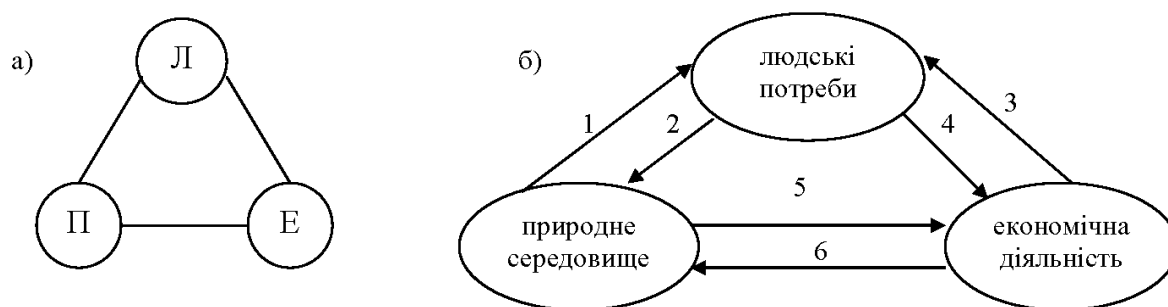 а)
Л
П
Е
б)
людські
потреби
1
2
3
4
5
6
природне
середовище
економічна
діяльність